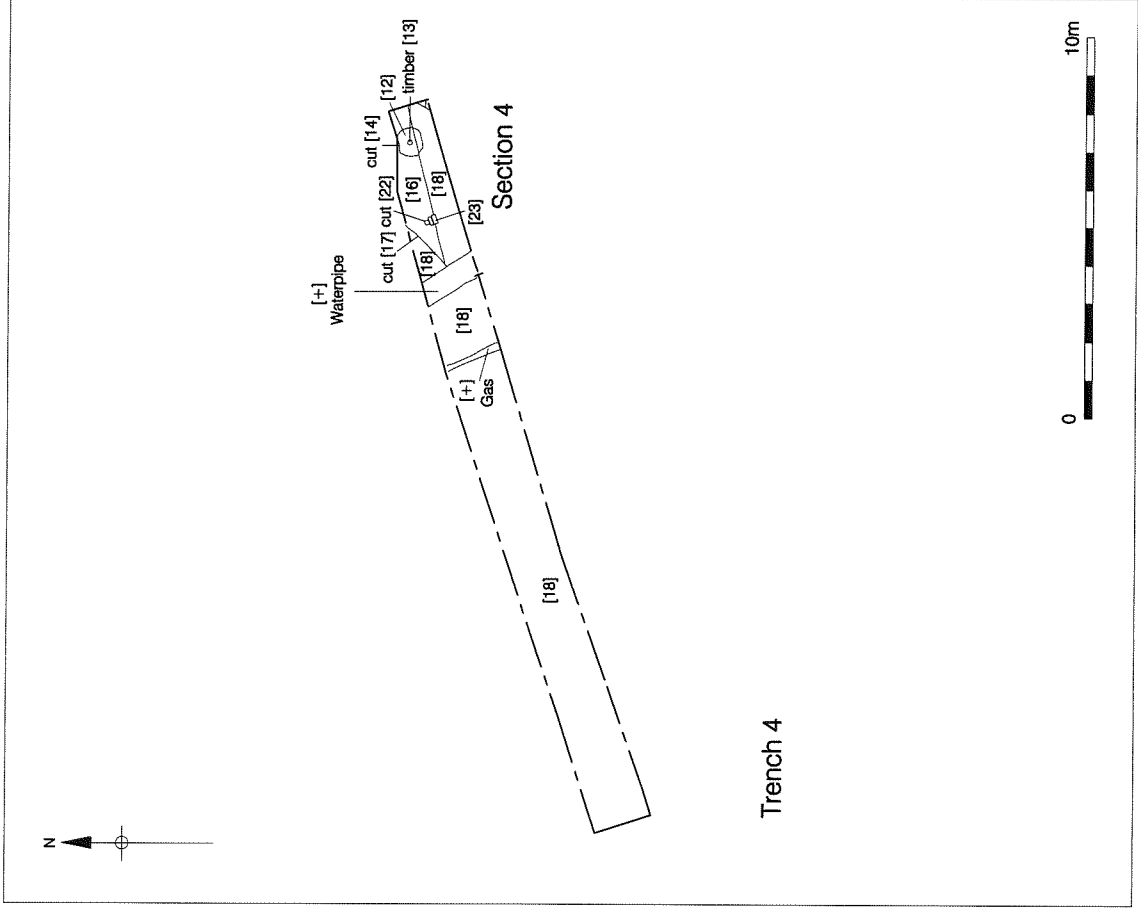 N
[+]
Waterpipe
cut [17]
cut [22]
cut [14]
[12]
timber [13]
[16]
[18]
[18]
[23]
Section 4
[18]
[+]
Gas
[18]
Trench 4
0
10m